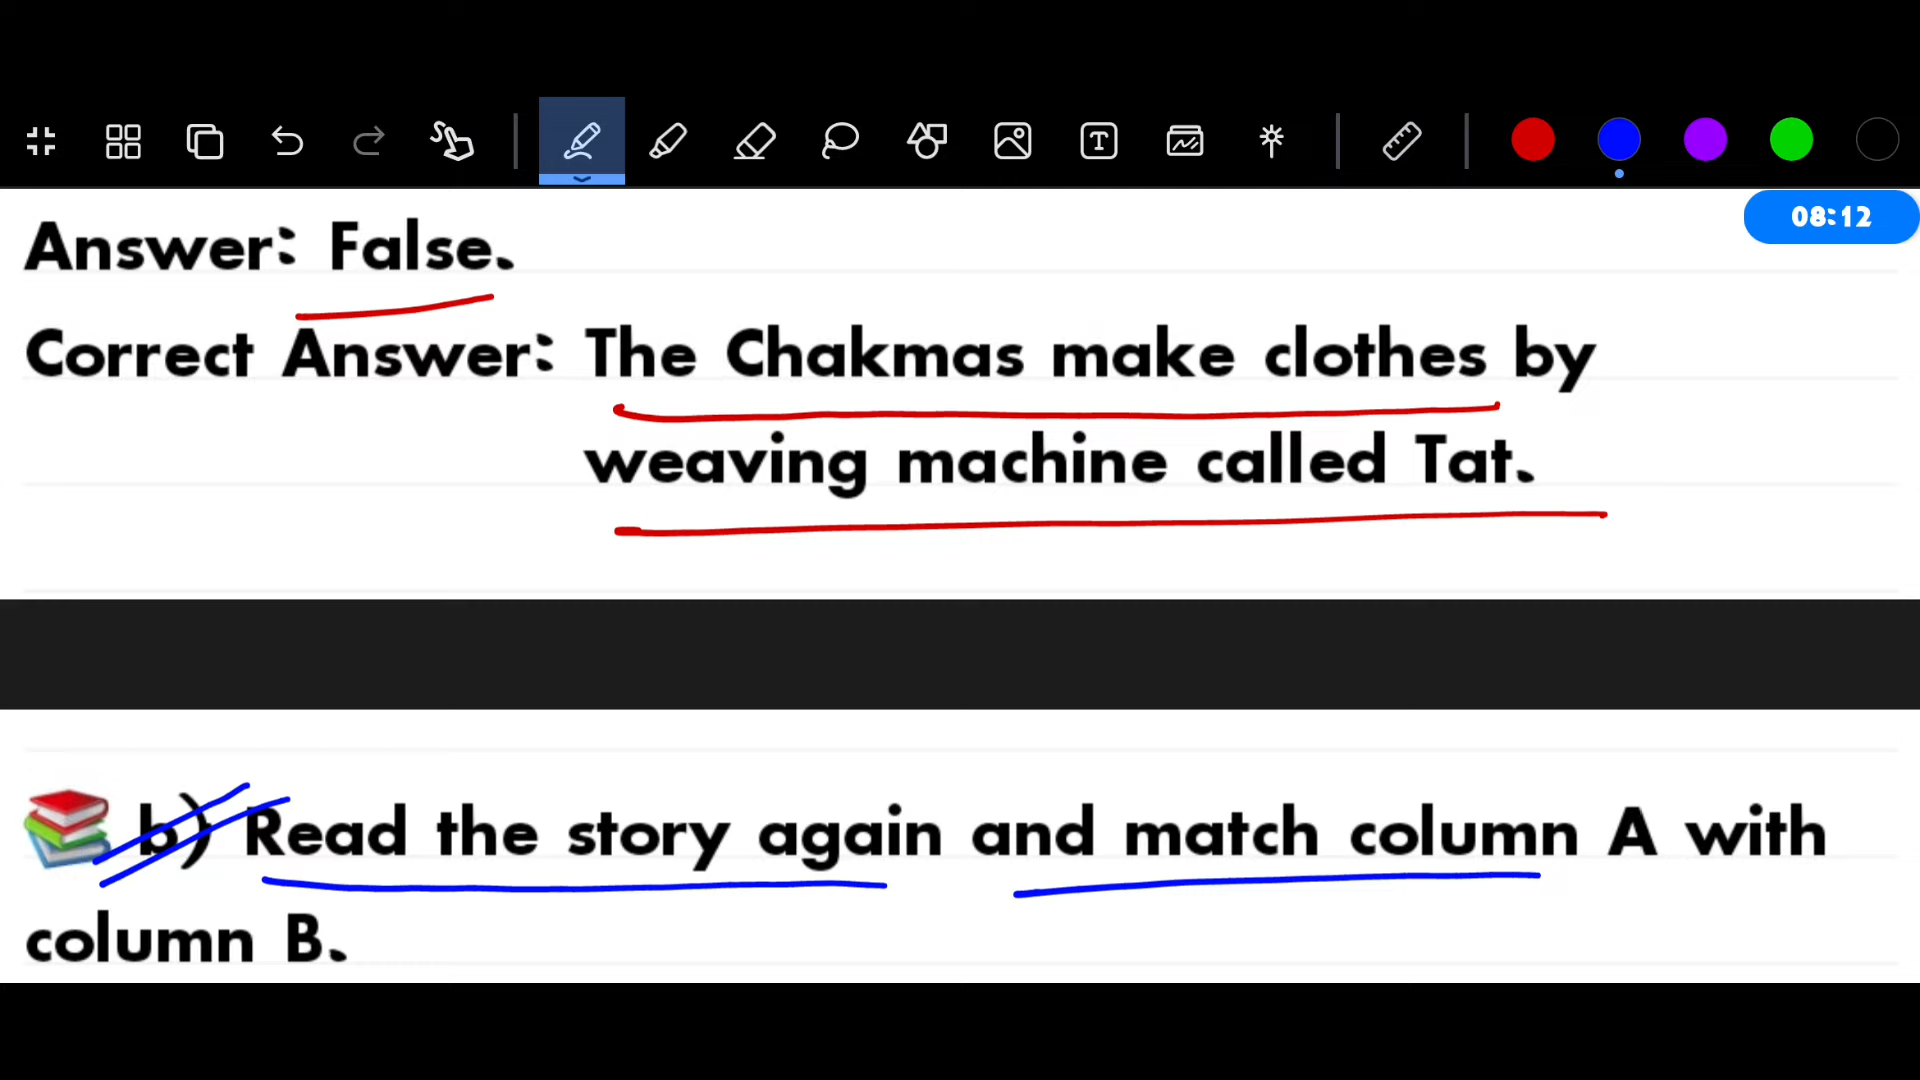 08:12
Answer: False.
Correct Answer: The Chakmas make clothes by
weaving machine called Tat.
b) Read the story again and match column A with
column B.